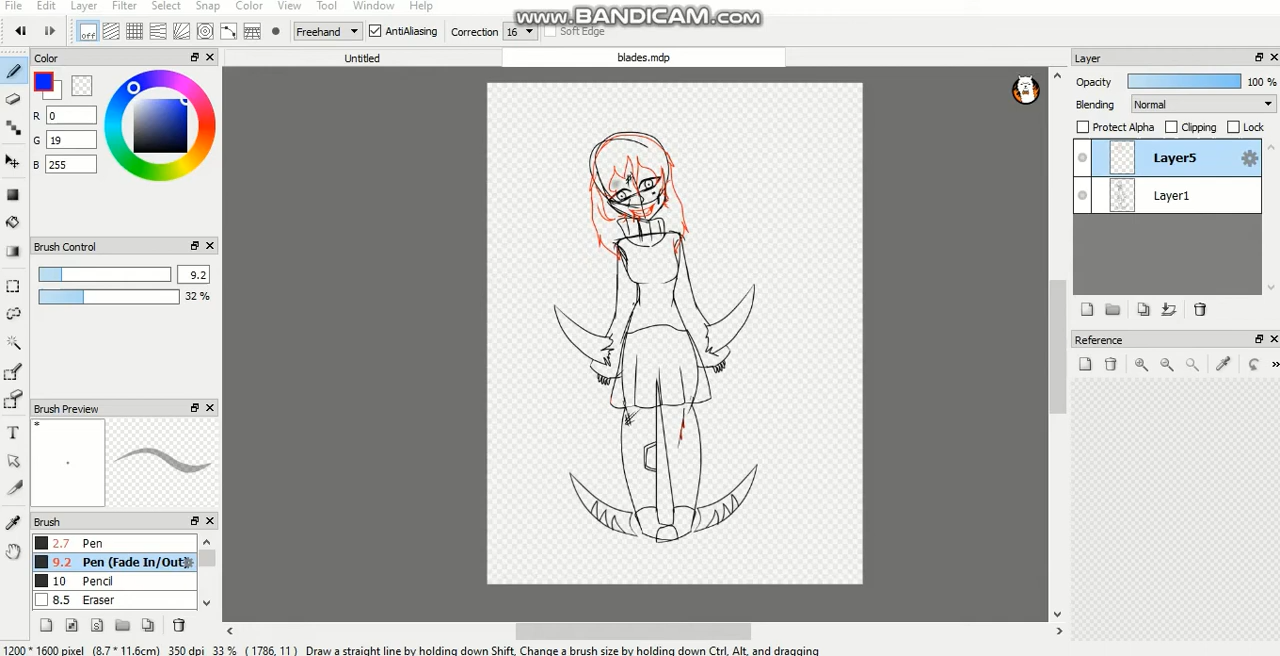 www.BANDICAM.com
File Edit Layer Filter Select Snap Color View Tool Window Help
off Freehand AntiAliasing Correction 16 Soft Edge
Color Untitled blades.mdp Layer
Opacity 100 %
Blending Normal
R 0
Protect Alpha Clipping Lock
G 19
Layer5
B 255
Layer1
Brush Control
9.2
32 %
Reference
Brush Preview
*
T
Brush
2.7 Pen
9.2 Pen (Fade In/Out
10 Pencil
8.5 Eraser
1200 * 1600 pixel (8.7 * 11.6cm) 350 dpi 33 % ( 1786, 11 ) Draw a straight line by holding down Shift, Change a brush size by holding down Ctrl, Alt, and dragging